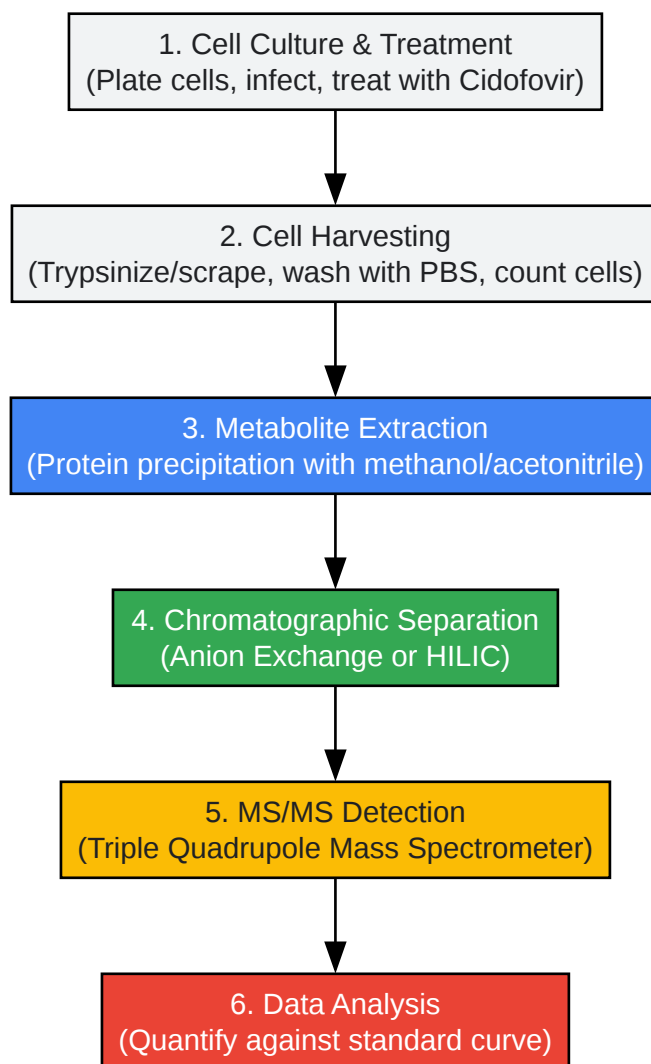 1. Cell Culture & Treatment
(Plate cells, infect, treat with Cidofovir)
2. Cell Harvesting
(Trypsinize/scrape, wash with PBS, count cells)
3. Metabolite Extraction
(Protein precipitation with methanol/acetonitrile)
4. Chromatographic Separation
(Anion Exchange or HILIC)
5. MS/MS Detection
(Triple Quadrupole Mass Spectrometer)
6. Data Analysis
(Quantify against standard curve)